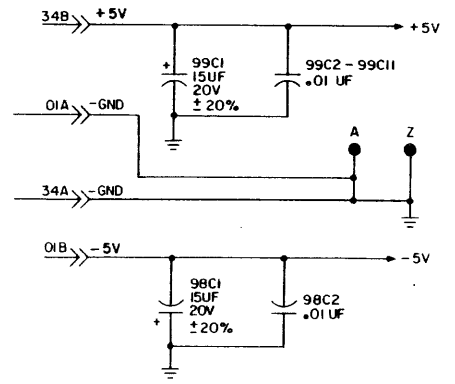 34B +5V
+5V
+ 99C1
15UF
20V
± 20%
99C2-99C11
.01 UF
01A -GND
A Z
34A -GND
01B -5V
-5V
98C1
15UF
20V
+ ±20%
98C2
.01 UF